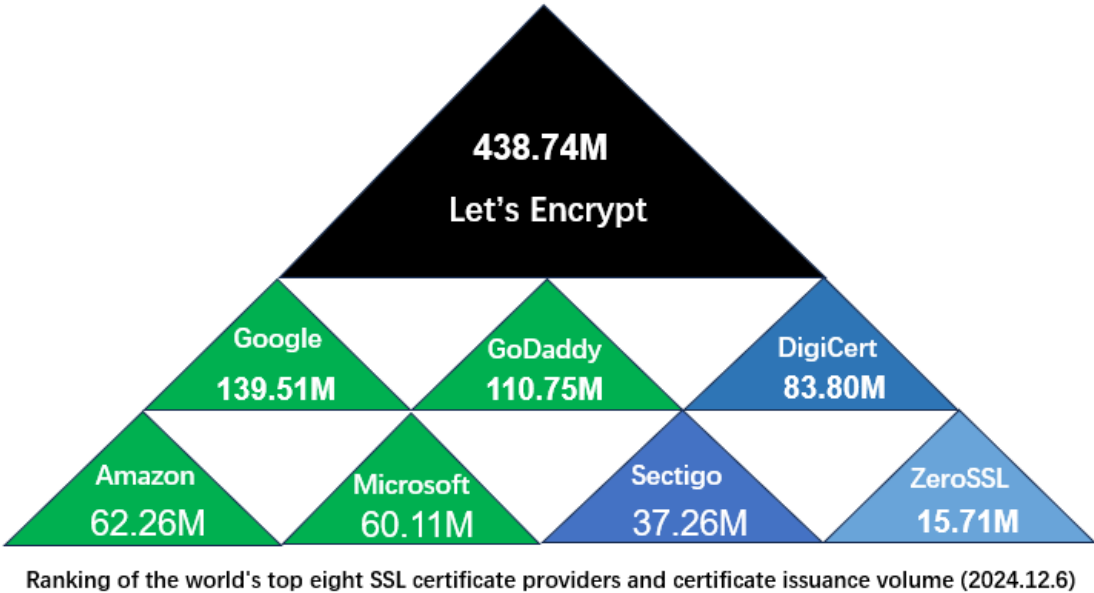 438.74M
Let’s Encrypt
Google
139.51M
GoDaddy
110.75M
DigiCert
83.80M
Amazon
62.26M
Microsoft
60.11M
Sectigo
37.26M
ZeroSSL
15.71M
Ranking of the world's top eight SSL certificate providers and certificate issuance volume (2024.12.6)